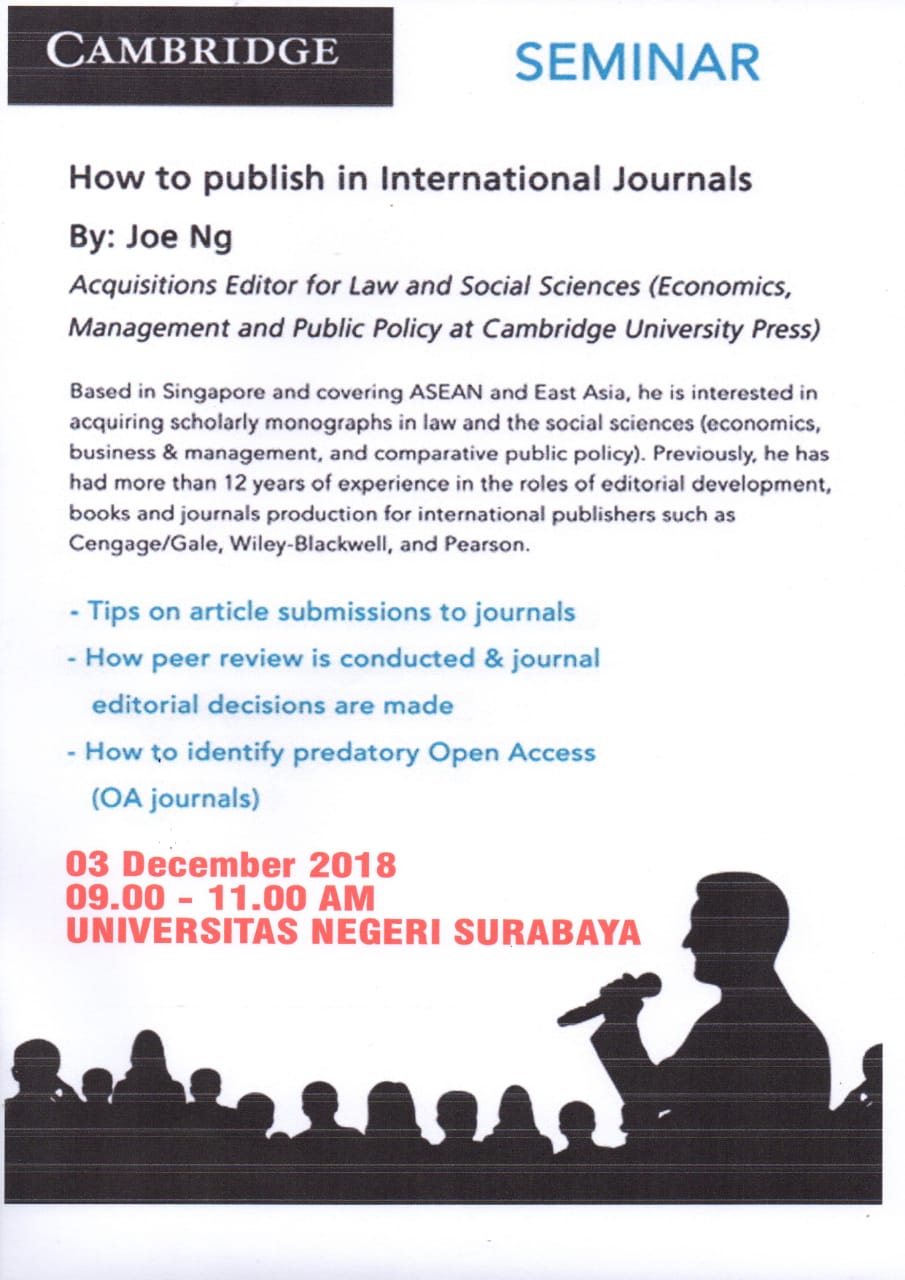 CAMBRIDGE
SEMINAR
How to publish in International Journals
By: Joe Ng
Acquisitions Editor for Law and Social Sciences (Economics,
Management and Public Policy at Cambridge University Press)
Based in Singapore and covering ASEAN and East Asia, he is interested in
acquiring scholarly monographs in law and the social sciences (economics,
business & management, and comparative public policy). Previously, he has
had more than 12 years of experience in the roles of editorial development,
books and journals production for international publishers such as
Cengage/Gale, Wiley-Blackwell, and Pearson.
- Tips on article submissions to journals
- How peer review is conducted & journal
editorial decisions are made
- How to identify predatory Open Access
(OA journals)
03 December 2018
09.00 - 11.00 AM
UNIVERSITAS NEGERI SURABAYA